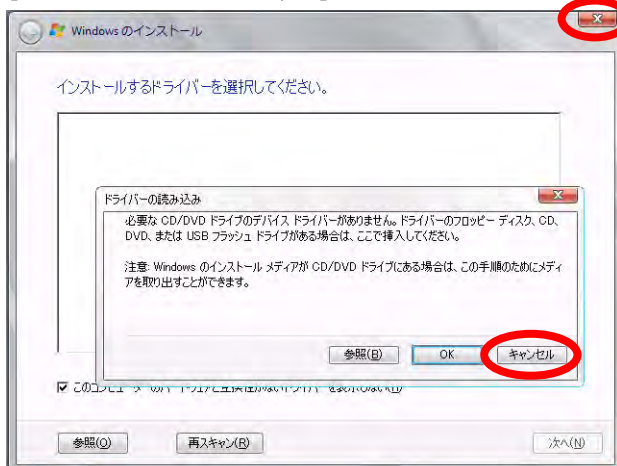 Windows のインストール
インストールするドライバーを選択してください。
ドライバーの読み込み
必要な CD/DVD ドライブのデバイス ドライバーがありません。ドライバーのフロッピー ディスク、CD、
DVD、または USB フラッシュ ドライブがある場合は、ここで挿入してください。
注意: Windows のインストール メディアが CD/DVD ドライブにある場合は、この手順のためにメディ
アを取り出すことができます。
参照(B) OK キャンセル
参照(O) 再スキャン(R) 次へ(N)